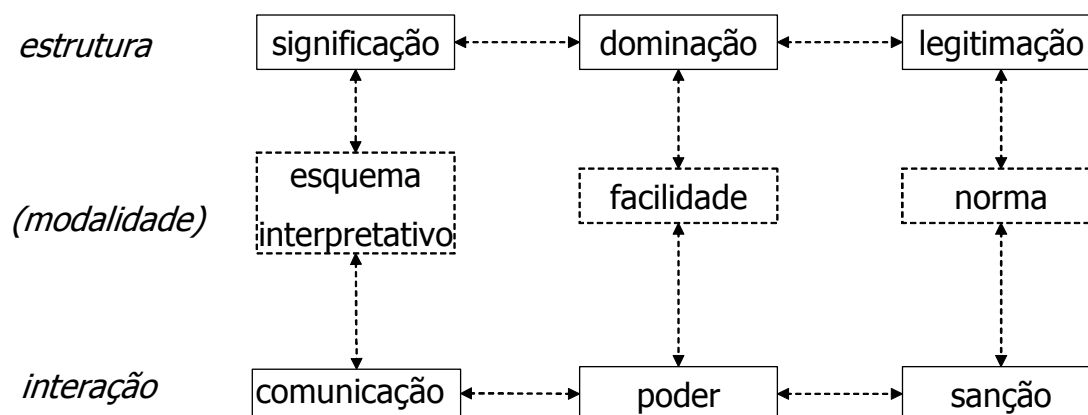 estrutura significação dominação legitimação
(modalidade) esquema interpretativo facilidade norma
interação comunicação poder sanção